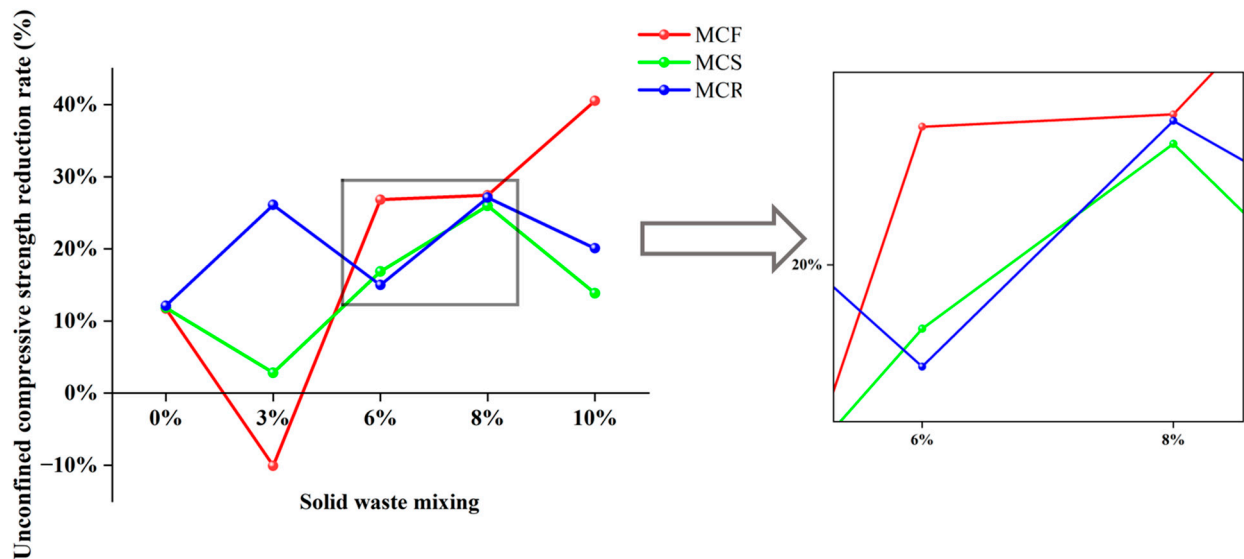 Unconfined compressive strength reduction rate (%)
MCF
MCS
MCR
40%
30%
20%
10%
0%
−10%
0%
3%
6%
8%
10%
Solid waste mixing
20%
6%
8%